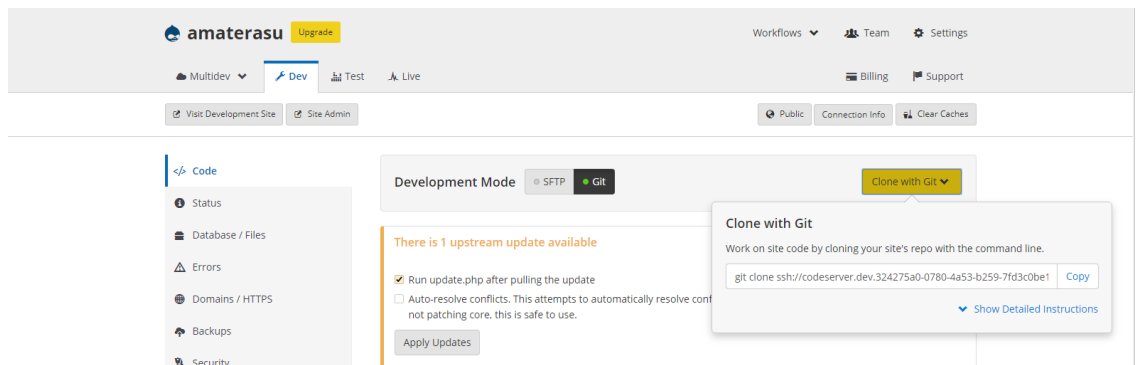 amaterasu Upgrade
Workflows Team Settings
Multidev Dev Test Live
Billing Support
Visit Development Site Site Admin
Public Connection Info Clear Caches
</> Code
Status
Database / Files
Errors
Domains / HTTPS
Backups
Security
Development Mode SFTP Git
Clone with Git
There is 1 upstream update available
Run update.php after pulling the update
Auto-resolve conflicts. This attempts to automatically resolve conf
not patching core, this is safe to use.
Apply Updates
Clone with Git
Work on site code by cloning your site's repo with the command line.
git clone ssh://codeserver.dev.324275a0-0780-4a53-b259-7fd3c0be1 Copy
Show Detailed Instructions